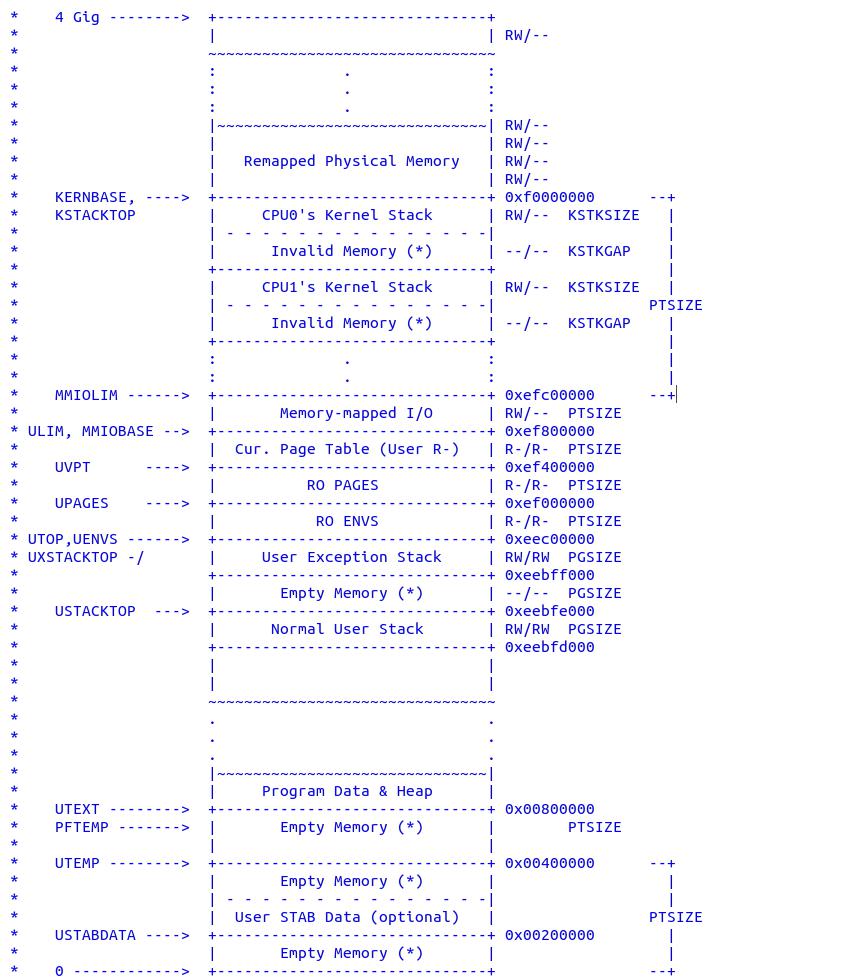 *    4 Gig -------->  +------------------------------+
*                     |                              | RW/--
*                     ~~~~~~~~~~~~~~~~~~~~~~~~~~~~~~~~
*                     :              .               :
*                     :              .               :
*                     :              .               :
*                     |~~~~~~~~~~~~~~~~~~~~~~~~~~~~~~| RW/--
*                     |                              | RW/--
*                     |   Remapped Physical Memory   | RW/--
*                     |                              | RW/--
*    KERNBASE, ---->  +------------------------------+ 0xf0000000      --+
*    KSTACKTOP        |     CPU0's Kernel Stack      | RW/--  KSTKSIZE   |
*                     | - - - - - - - - - - - - - - -|                   |
*                     |      Invalid Memory (*)      | --/--  KSTKGAP    |
*                     +------------------------------+                   |
*                     |     CPU1's Kernel Stack      | RW/--  KSTKSIZE   |
*                     | - - - - - - - - - - - - - - -|                 PTSIZE
*                     |      Invalid Memory (*)      | --/--  KSTKGAP    |
*                     +------------------------------+                   |
*                     :              .               :                   |
*                     :              .               :                   |
*    MMIOLIM ------>  +------------------------------+ 0xefc00000      --+
*                     |       Memory-mapped I/O      | RW/--  PTSIZE
* ULIM, MMIOBASE -->  +------------------------------+ 0xef800000
*                     |  Cur. Page Table (User R-)   | R-/R-  PTSIZE
*    UVPT      ---->  +------------------------------+ 0xef400000
*                     |          RO PAGES            | R-/R-  PTSIZE
*    UPAGES    ---->  +------------------------------+ 0xef000000
*                     |           RO ENVS            | R-/R-  PTSIZE
* UTOP,UENVS ------>  +------------------------------+ 0xeec00000
* UXSTACKTOP -/       |     User Exception Stack     | RW/RW  PGSIZE
*                     +------------------------------+ 0xeebff000
*                     |       Empty Memory (*)       | --/--  PGSIZE
*    USTACKTOP  --->  +------------------------------+ 0xeebfe000
*                     |      Normal User Stack       | RW/RW  PGSIZE
*                     +------------------------------+ 0xeebfd000
*                     |                              |
*                     |                              |
*                     ~~~~~~~~~~~~~~~~~~~~~~~~~~~~~~~~
*                     .                              .
*                     .                              .
*                     .                              .
*                     |~~~~~~~~~~~~~~~~~~~~~~~~~~~~~~|
*                     |     Program Data & Heap      |
*    UTEXT -------->  +------------------------------+ 0x00800000
*    PFTEMP ------->  |       Empty Memory (*)       |        PTSIZE
*                     |                              |
*    UTEMP -------->  +------------------------------+ 0x00400000      --+
*                     |       Empty Memory (*)       |                   |
*                     | - - - - - - - - - - - - - - -|                   |
*                     |  User STAB Data (optional)   |                 PTSIZE
*    USTABDATA ---->  +------------------------------+ 0x00200000        |
*                     |       Empty Memory (*)       |                   |
*    0 ------------>  +------------------------------+                 --+